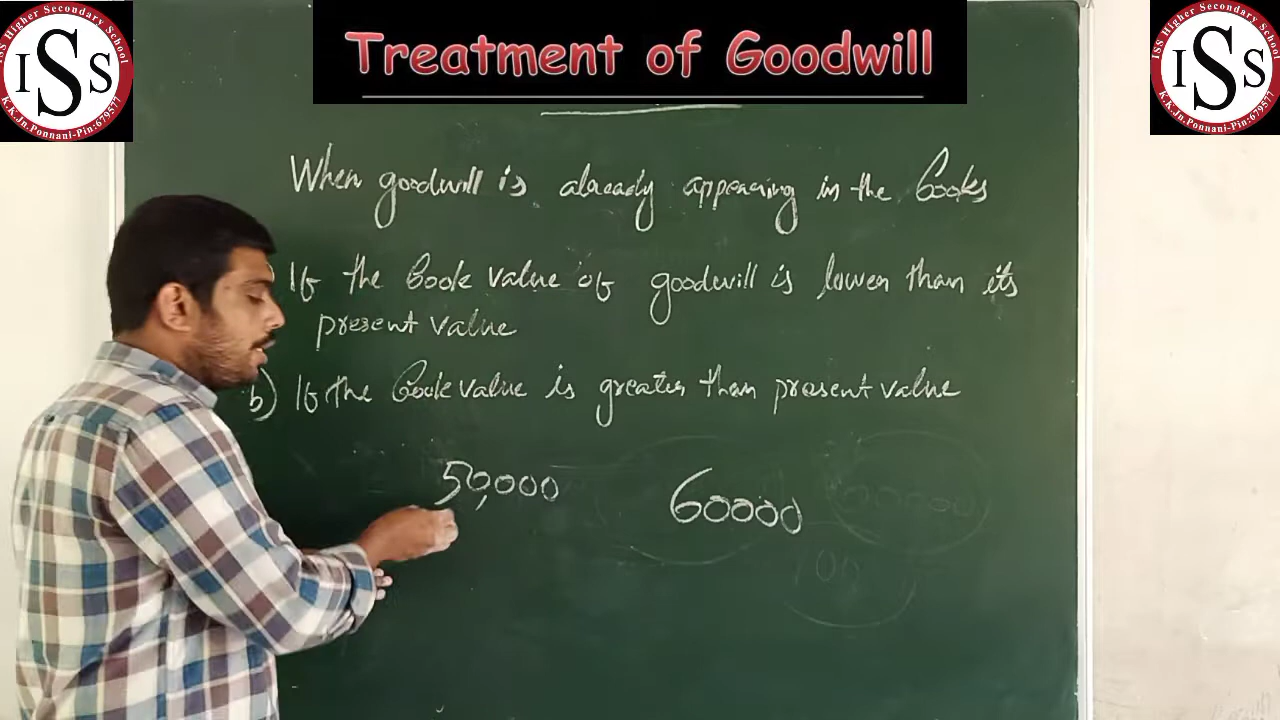 Treatment of Goodwill
ISS Higher Secondary School
ISS
K.K.Jn.Ponnani-Pin:679577
ISS Higher Secondary School
ISS
K.K.Jn.Ponnani-Pin:679577
When goodwill is already appearing in the books
If the book value of goodwill is lower than its
present value
b) If the book value is greater than present value
50,000 60000